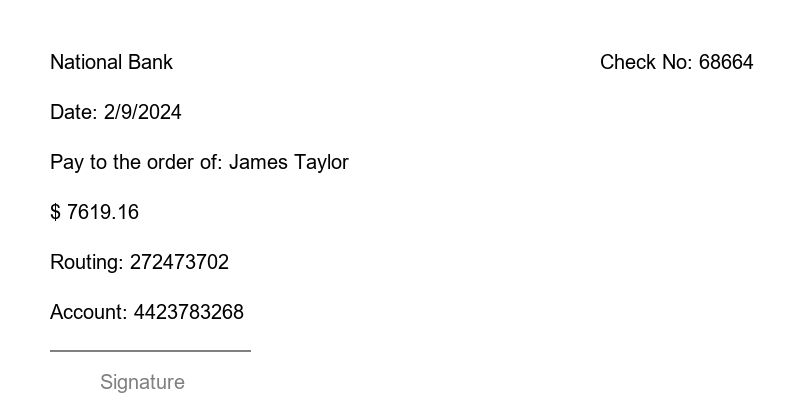 National Bank
Check No: 68664
Date: 2/9/2024
Pay to the order of: James Taylor
$ 7619.16
Routing: 272473702
Account: 4423783268
Signature